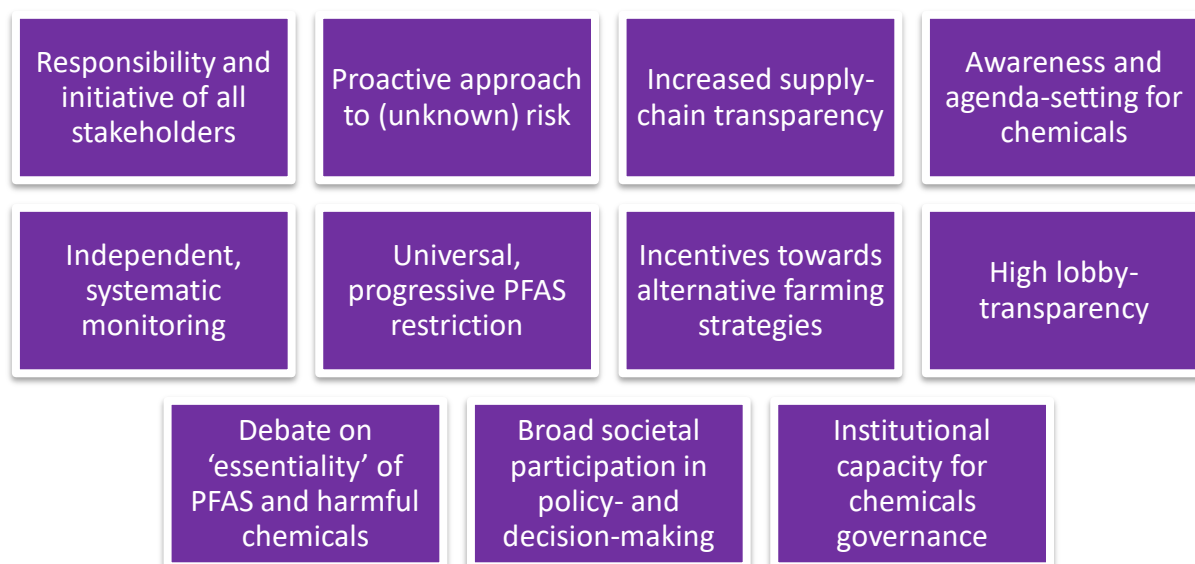 Responsibility and
initiative of all
stakeholders
Proactive approach
to (unknown) risk
Increased supply-
chain transparency
Awareness and
agenda-setting for
chemicals
Independent,
systematic
monitoring
Universal,
progressive PFAS
restriction
Incentives towards
alternative farming
strategies
High lobby-
transparency
Debate on
‘essentiality’ of
PFAS and harmful
chemicals
Broad societal
participation in
policy- and
decision-making
Institutional
capacity for
chemicals
governance